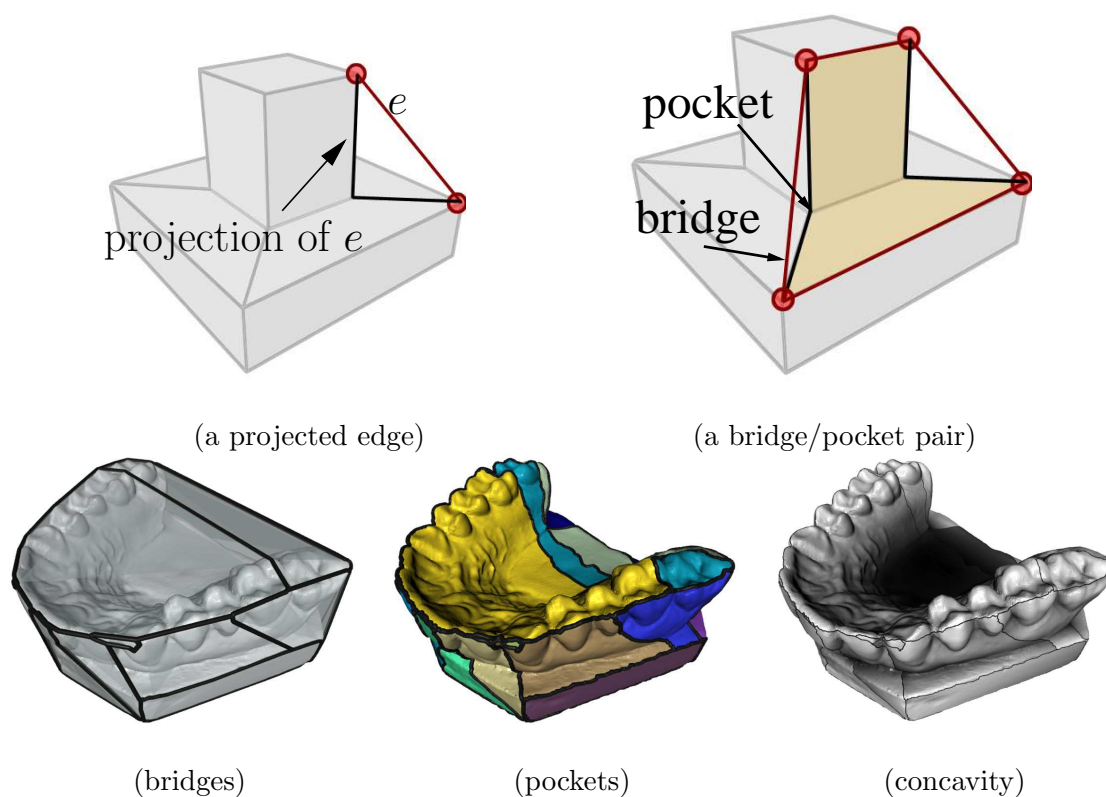 e
projection of e
pocket
bridge
(a projected edge)
(a bridge/pocket pair)
(bridges)
(pockets)
(concavity)